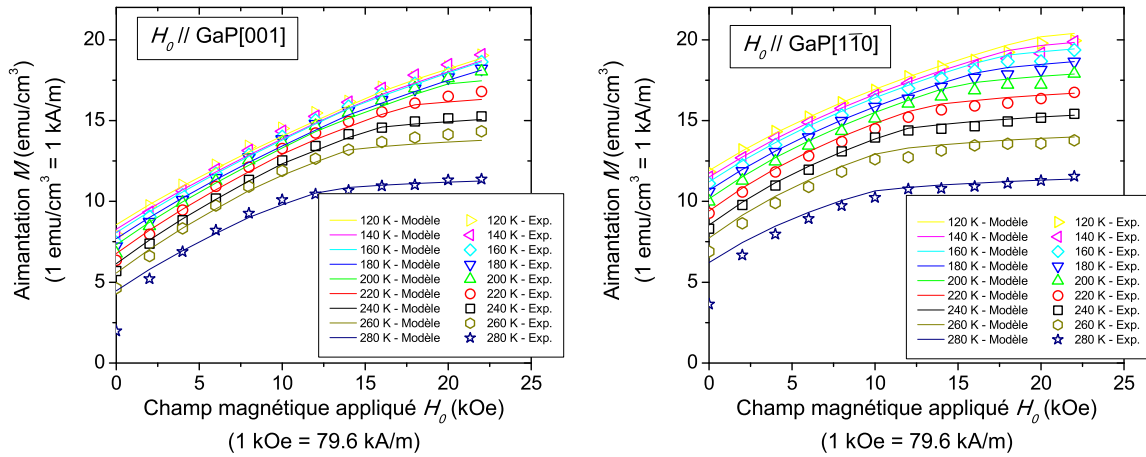 H₀ // GaP[001]
20
15
10
5
0
Aimantation M (emu/cm³)
(1 emu/cm³ = 1 kA/m)
120 K - Modèle 120 K - Exp.
140 K - Modèle 140 K - Exp.
160 K - Modèle 160 K - Exp.
180 K - Modèle 180 K - Exp.
200 K - Modèle 200 K - Exp.
220 K - Modèle 220 K - Exp.
240 K - Modèle 240 K - Exp.
260 K - Modèle 260 K - Exp.
280 K - Modèle 280 K - Exp.
0 5 10 15 20 25
Champ magnétique appliqué H₀ (kOe)
(1 kOe = 79.6 kA/m)
H₀ // GaP[11̅0]
20
15
10
5
0
Aimantation M (emu/cm³)
(1 emu/cm³ = 1 kA/m)
120 K - Modèle 120 K - Exp.
140 K - Modèle 140 K - Exp.
160 K - Modèle 160 K - Exp.
180 K - Modèle 180 K - Exp.
200 K - Modèle 200 K - Exp.
220 K - Modèle 220 K - Exp.
240 K - Modèle 240 K - Exp.
260 K - Modèle 260 K - Exp.
280 K - Modèle 280 K - Exp.
0 5 10 15 20 25
Champ magnétique appliqué H₀ (kOe)
(1 kOe = 79.6 kA/m)